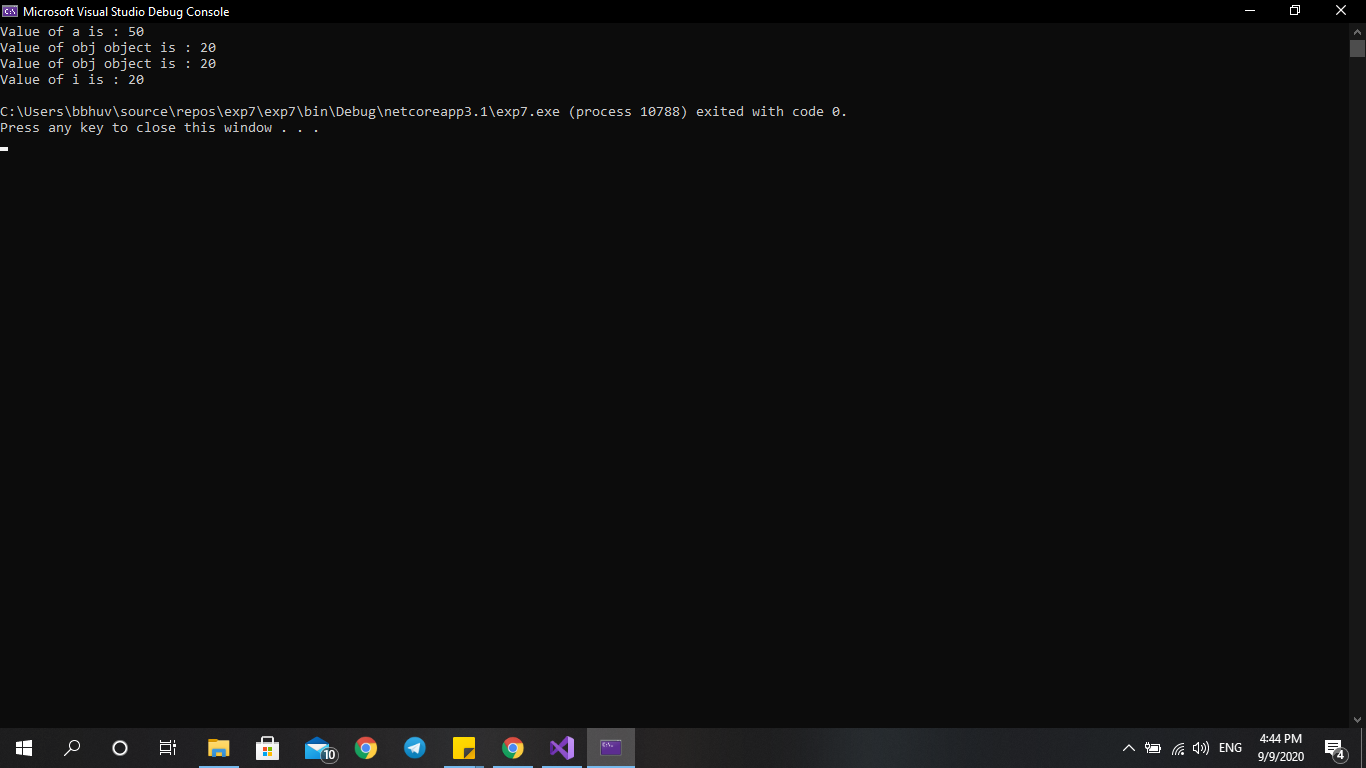 Microsoft Visual Studio Debug Console
Value of a is : 50
Value of obj object is : 20
Value of obj object is : 20
Value of i is : 20
C:\Users\bbhuv\source\repos\exp7\exp7\bin\Debug\netcoreapp3.1\exp7.exe (process 10788) exited with code 0.
Press any key to close this window . . .
10
ENG
4:44 PM
9/9/2020
4